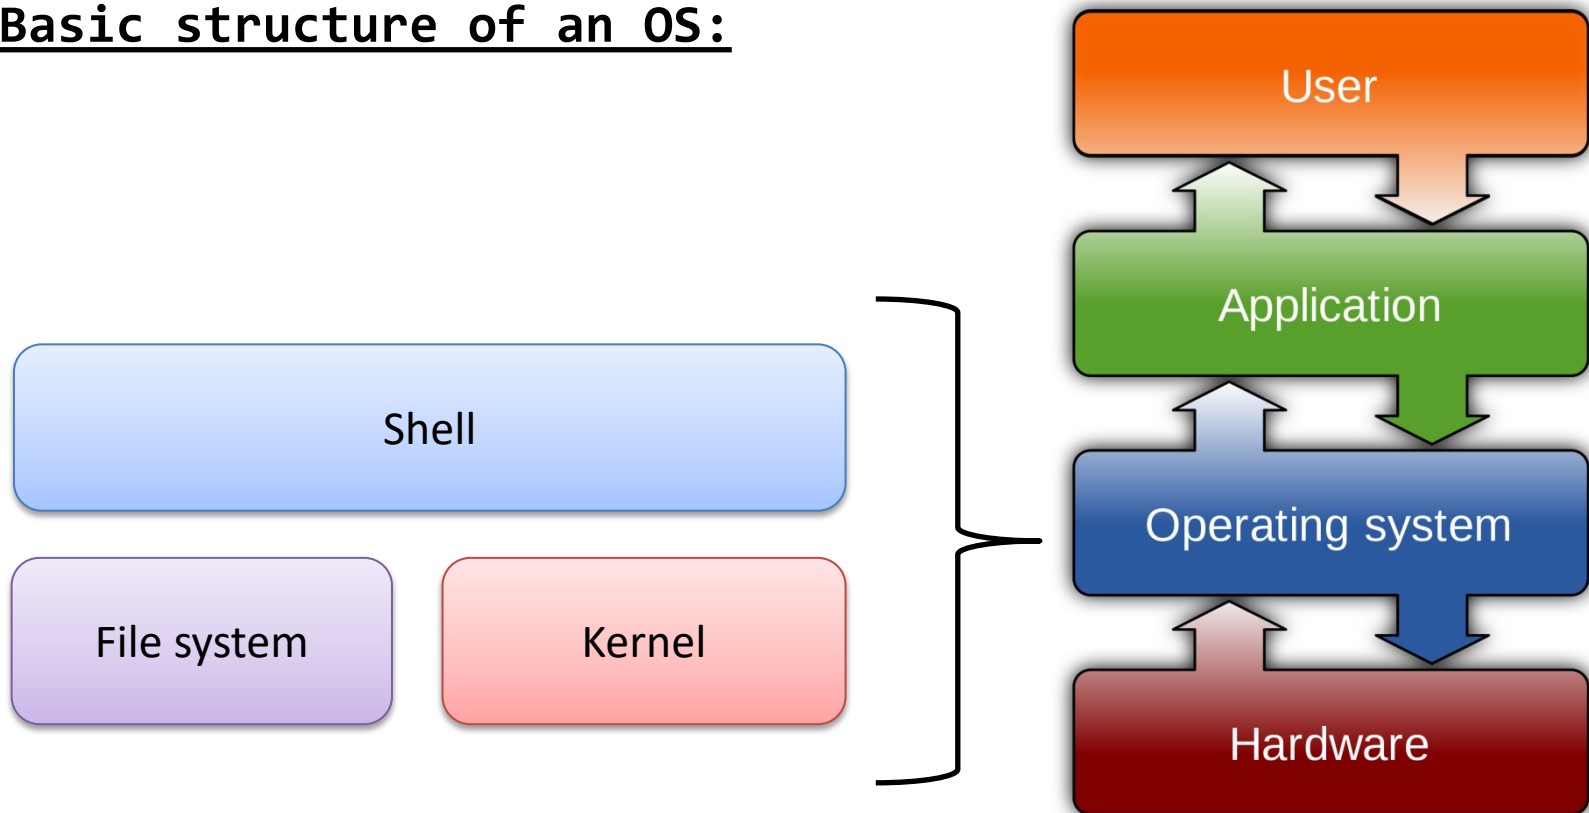 Basic structure of an OS:
User
Application
Shell
Operating system
File system
Kernel
Hardware